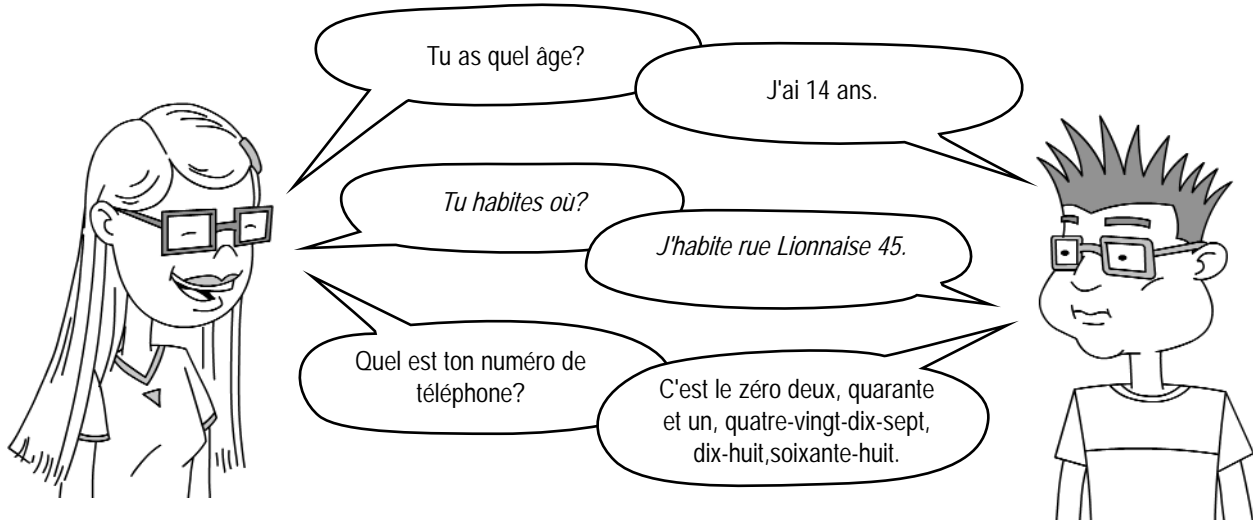 Tu as quel âge?
J'ai 14 ans.
Tu habites où?
J'habite rue Lionnaise 45.
Quel est ton numéro de
téléphone?
C'est le zéro deux, quarante
et un, quatre-vingt-dix-sept,
dix-huit,soixante-huit.